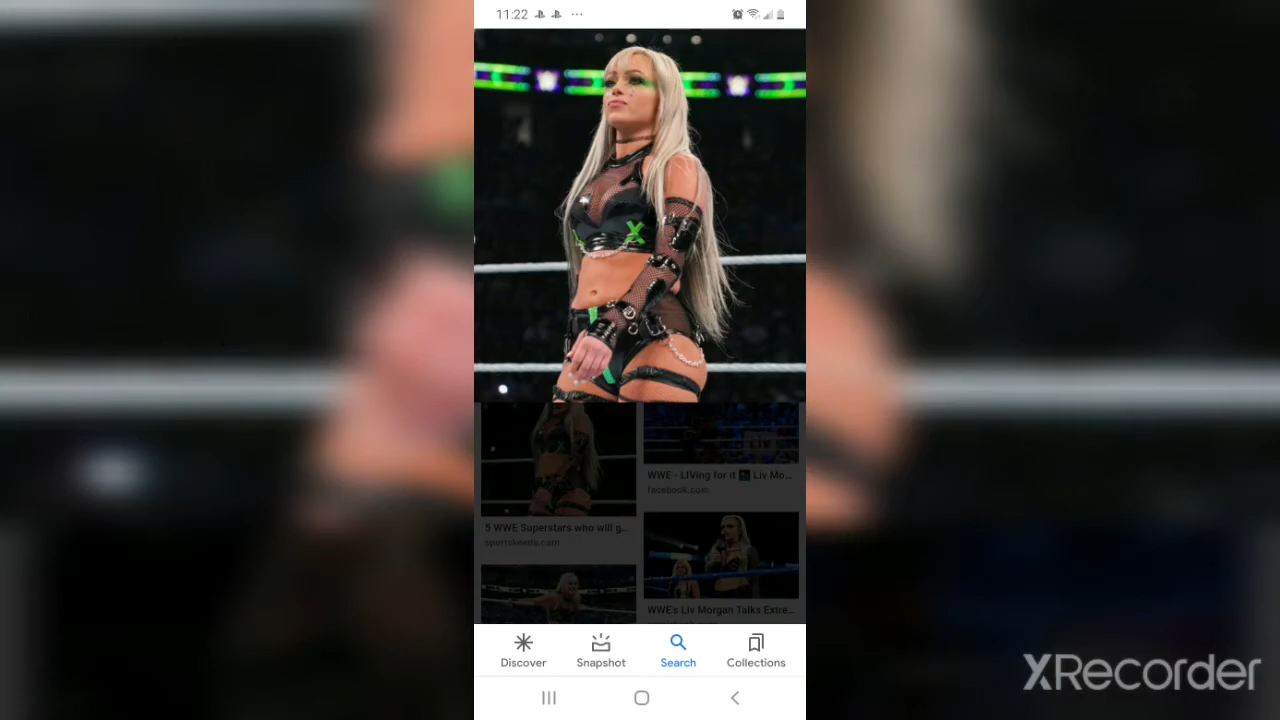 11:22
WWE - LIVing for it Liv Mo...
facebook.com
5 WWE Superstars who will g...
sportskeeda.com
WWE's Liv Morgan Talks Extre...
Discover
Snapshot
Search
Collections
XRecorder